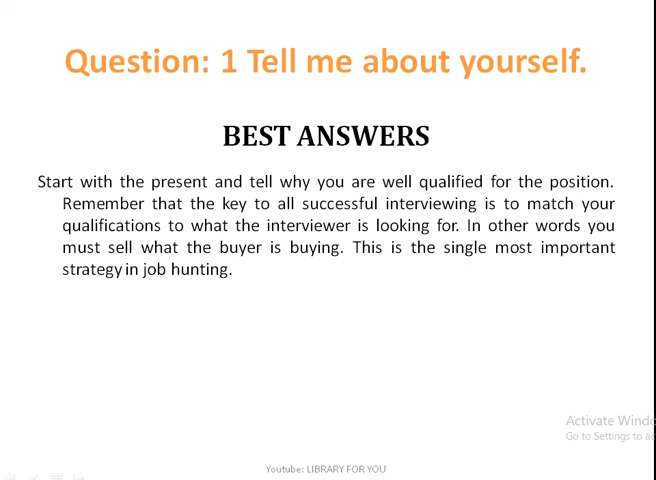 Question: 1 Tell me about yourself.
BEST ANSWERS
Start with the present and tell why you are well qualified for the position.
Remember that the key to all successful interviewing is to match your
qualifications to what the interviewer is looking for. In other words you
must sell what the buyer is buying. This is the single most important
strategy in job hunting.
Activate Windo
Go to Settings to a
Youtube: LIBRARY FOR YOU